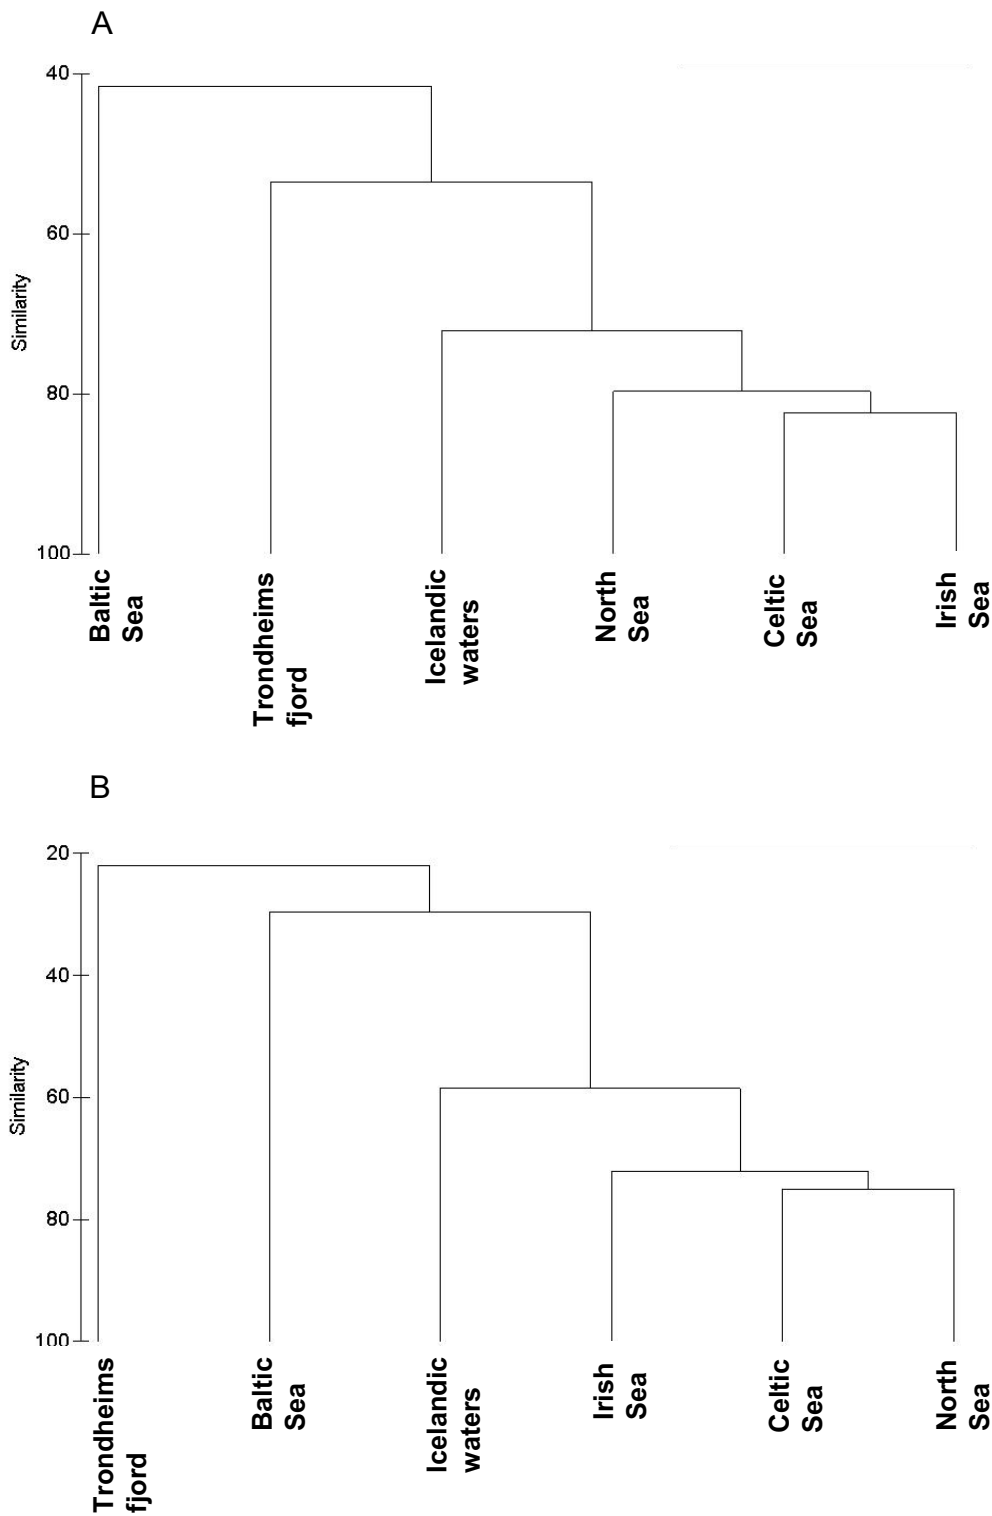 A
40
60
80
100
Similarity
Baltic
Sea
Trondheims
fjord
Icelandic
waters
North
Sea
Celtic
Sea
Irish
Sea
B
20
40
60
80
100
Similarity
Trondheims
fjord
Baltic
Sea
Icelandic
waters
Irish
Sea
Celtic
Sea
North
Sea